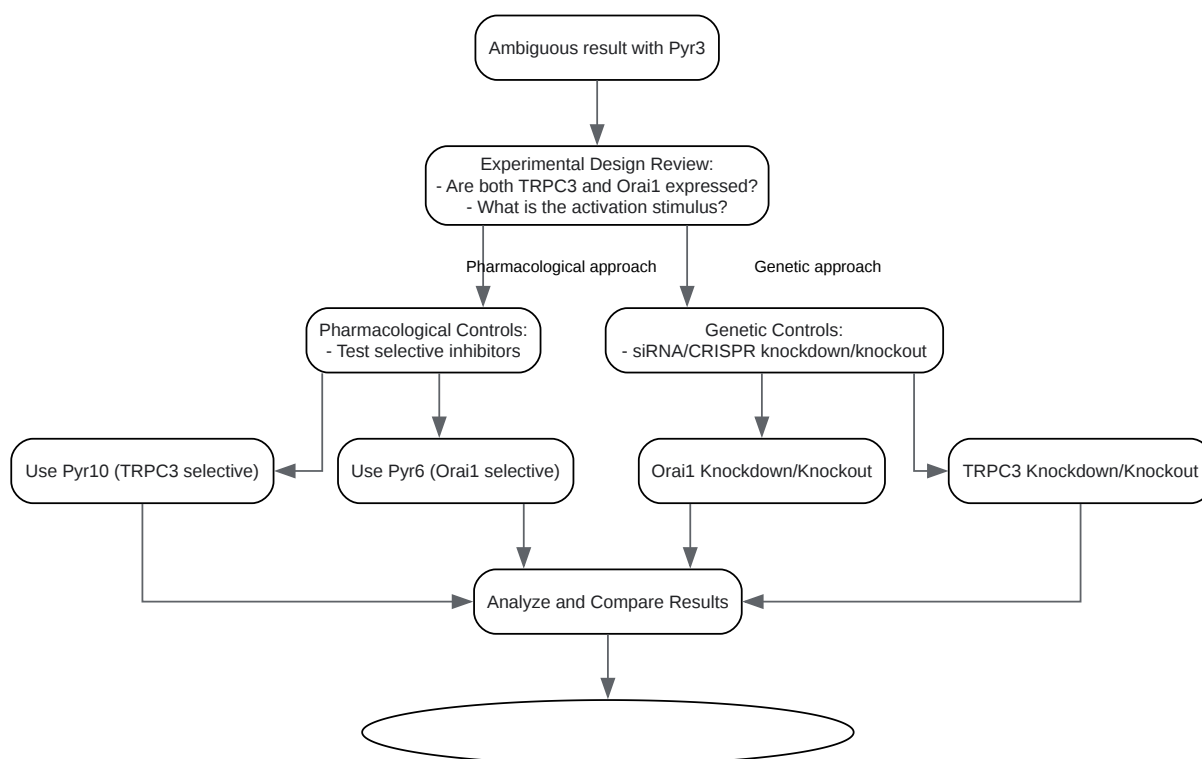 Ambiguous result with Pyr3
Experimental Design Review:
- Are both TRPC3 and Orai1 expressed?
- What is the activation stimulus?
Pharmacological approach
Genetic approach
Pharmacological Controls:
- Test selective inhibitors
Genetic Controls:
- siRNA/CRISPR knockdown/knockout
Use Pyr10 (TRPC3 selective)
Use Pyr6 (Orai1 selective)
Orai1 Knockdown/Knockout
TRPC3 Knockdown/Knockout
Analyze and Compare Results